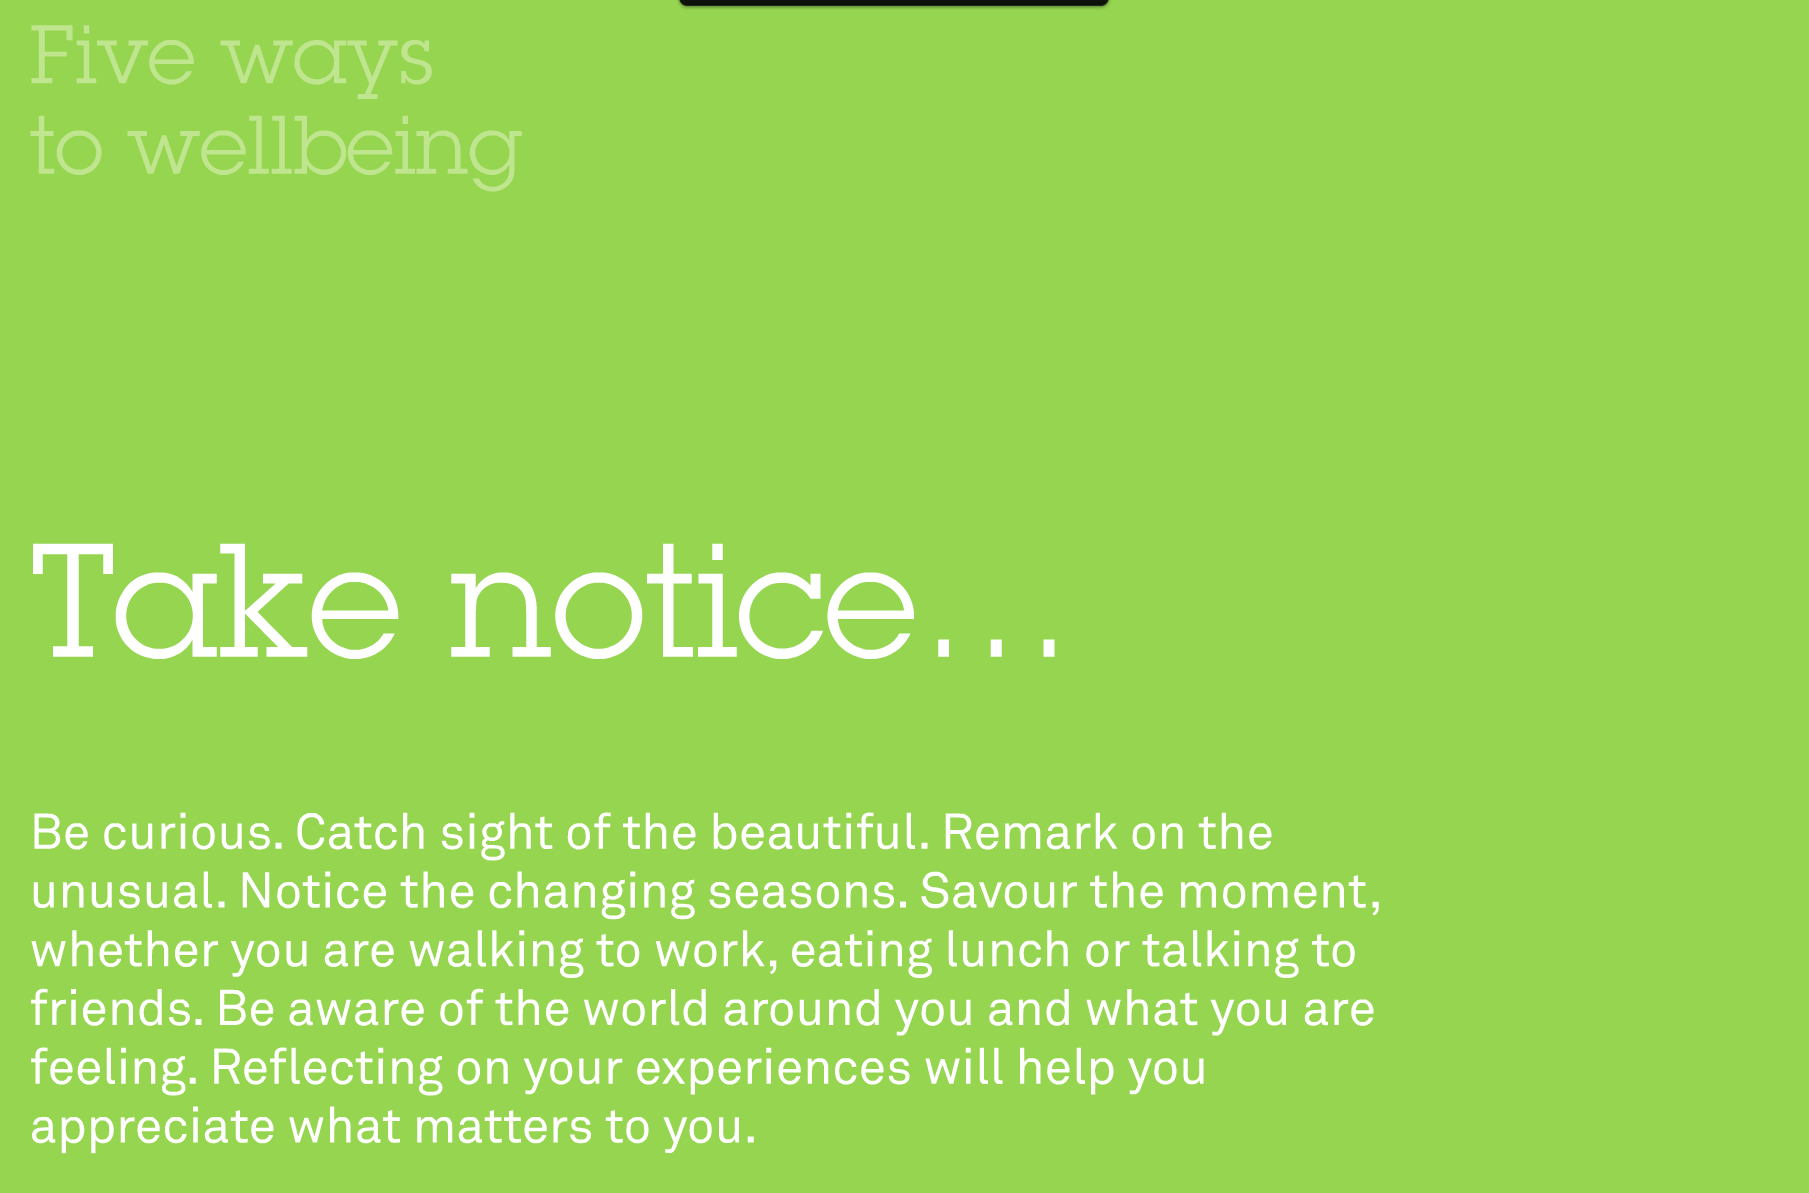 Five ways
to wellbeing
Take notice…
Be curious. Catch sight of the beautiful. Remark on the
unusual. Notice the changing seasons. Savour the moment,
whether you are walking to work, eating lunch or talking to
friends. Be aware of the world around you and what you are
feeling. Reflecting on your experiences will help you
appreciate what matters to you.